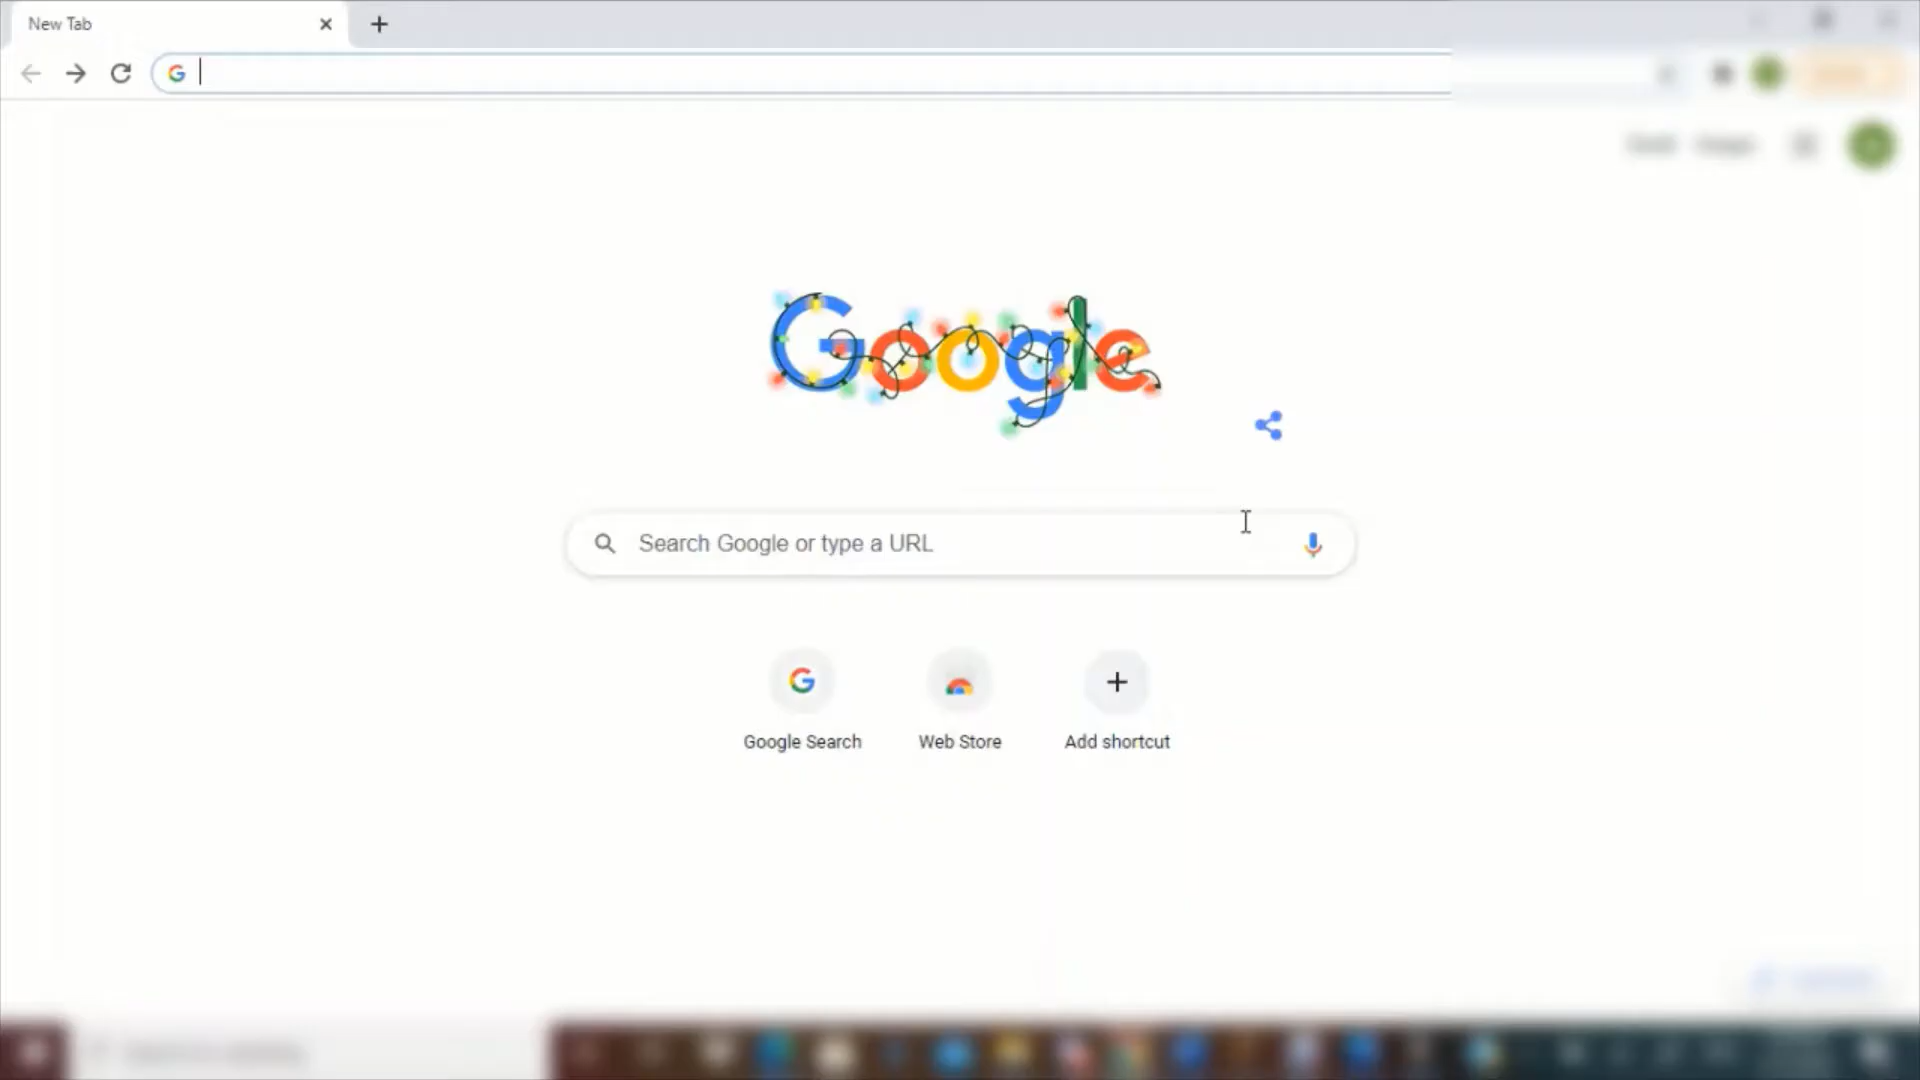 New Tab
Google
Search Google or type a URL
Google Search
Web Store
Add shortcut